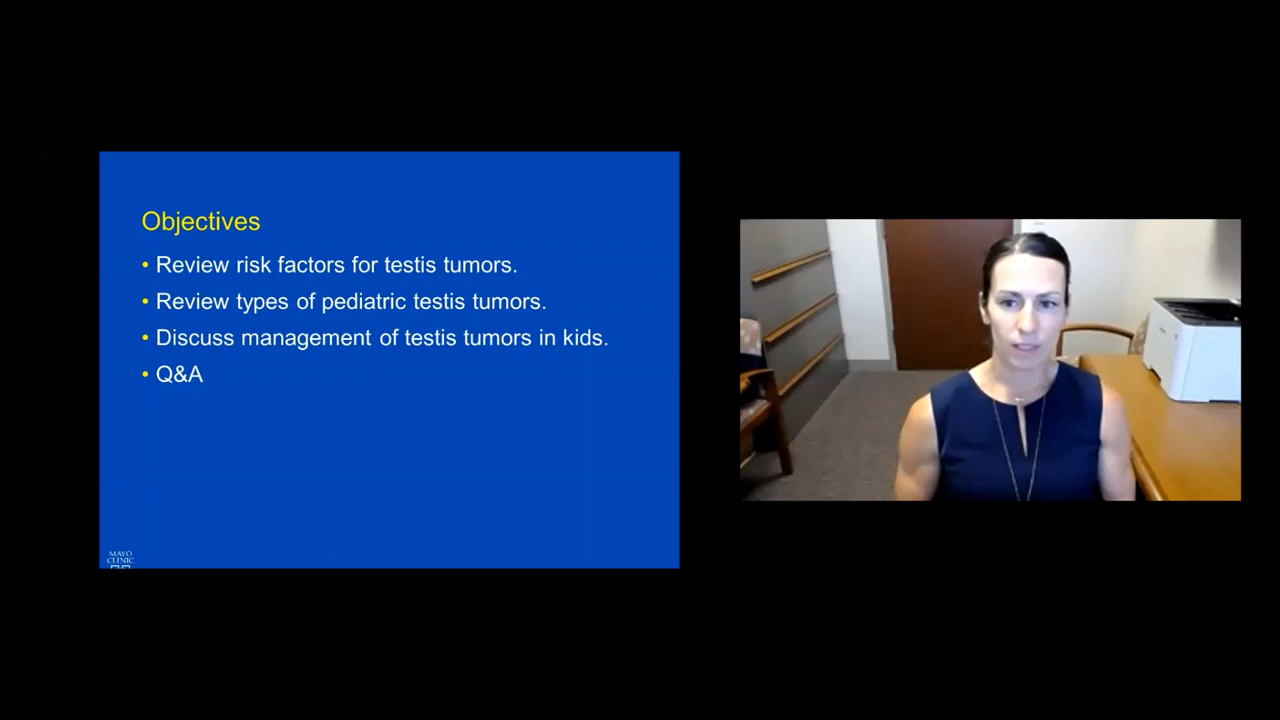 Objectives
• Review risk factors for testis tumors.
• Review types of pediatric testis tumors.
• Discuss management of testis tumors in kids.
• Q&A
MAYO
CLINIC